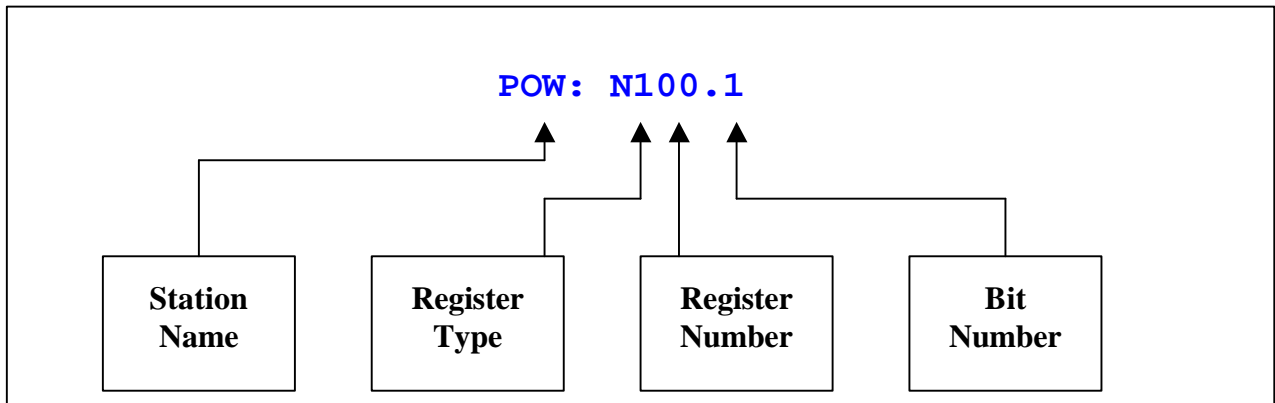 POW: N100.1
Station
Name
Register
Type
Register
Number
Bit
Number